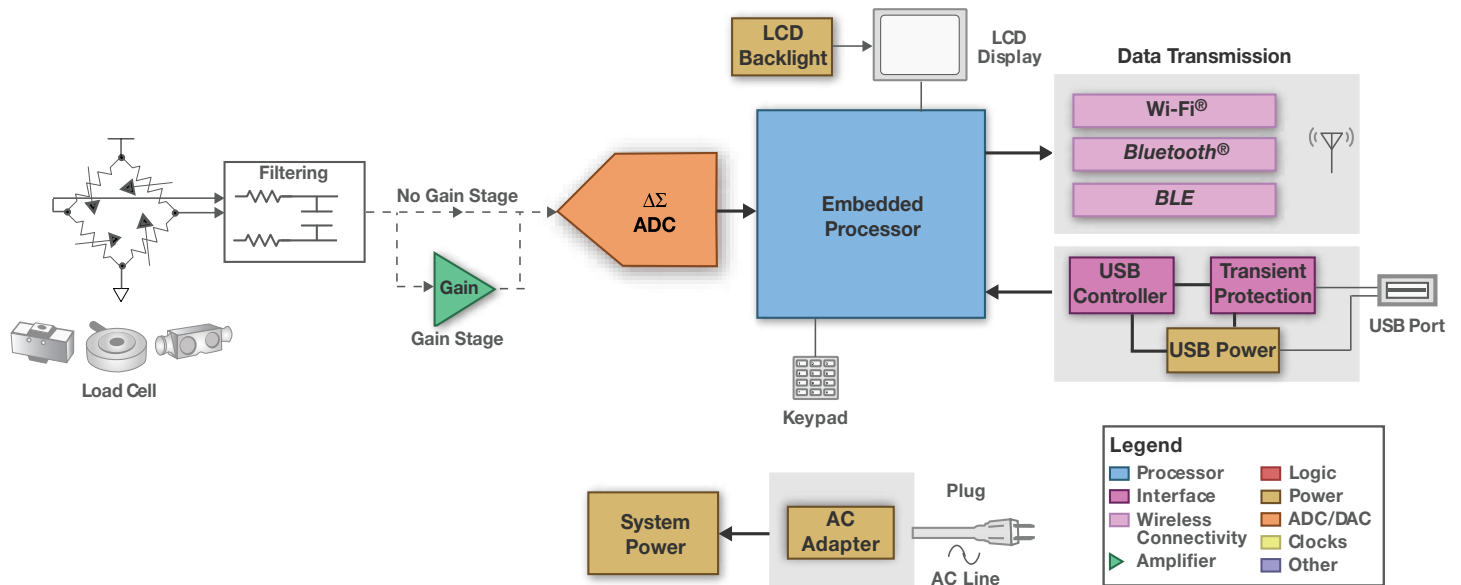 LCD
Backlight
LCD
Display
Data Transmission
Wi-Fi®
Bluetooth®
BLE
Filtering
No Gain Stage
ΔΣ
ADC
Embedded
Processor
Gain
Gain Stage
USB
Controller
Transient
Protection
USB Power
USB Port
Load Cell
Keypad
System
Power
AC
Adapter
Plug
AC Line
Legend
Processor
Interface
Wireless
Connectivity
Amplifier
Logic
Power
ADC/DAC
Clocks
Other